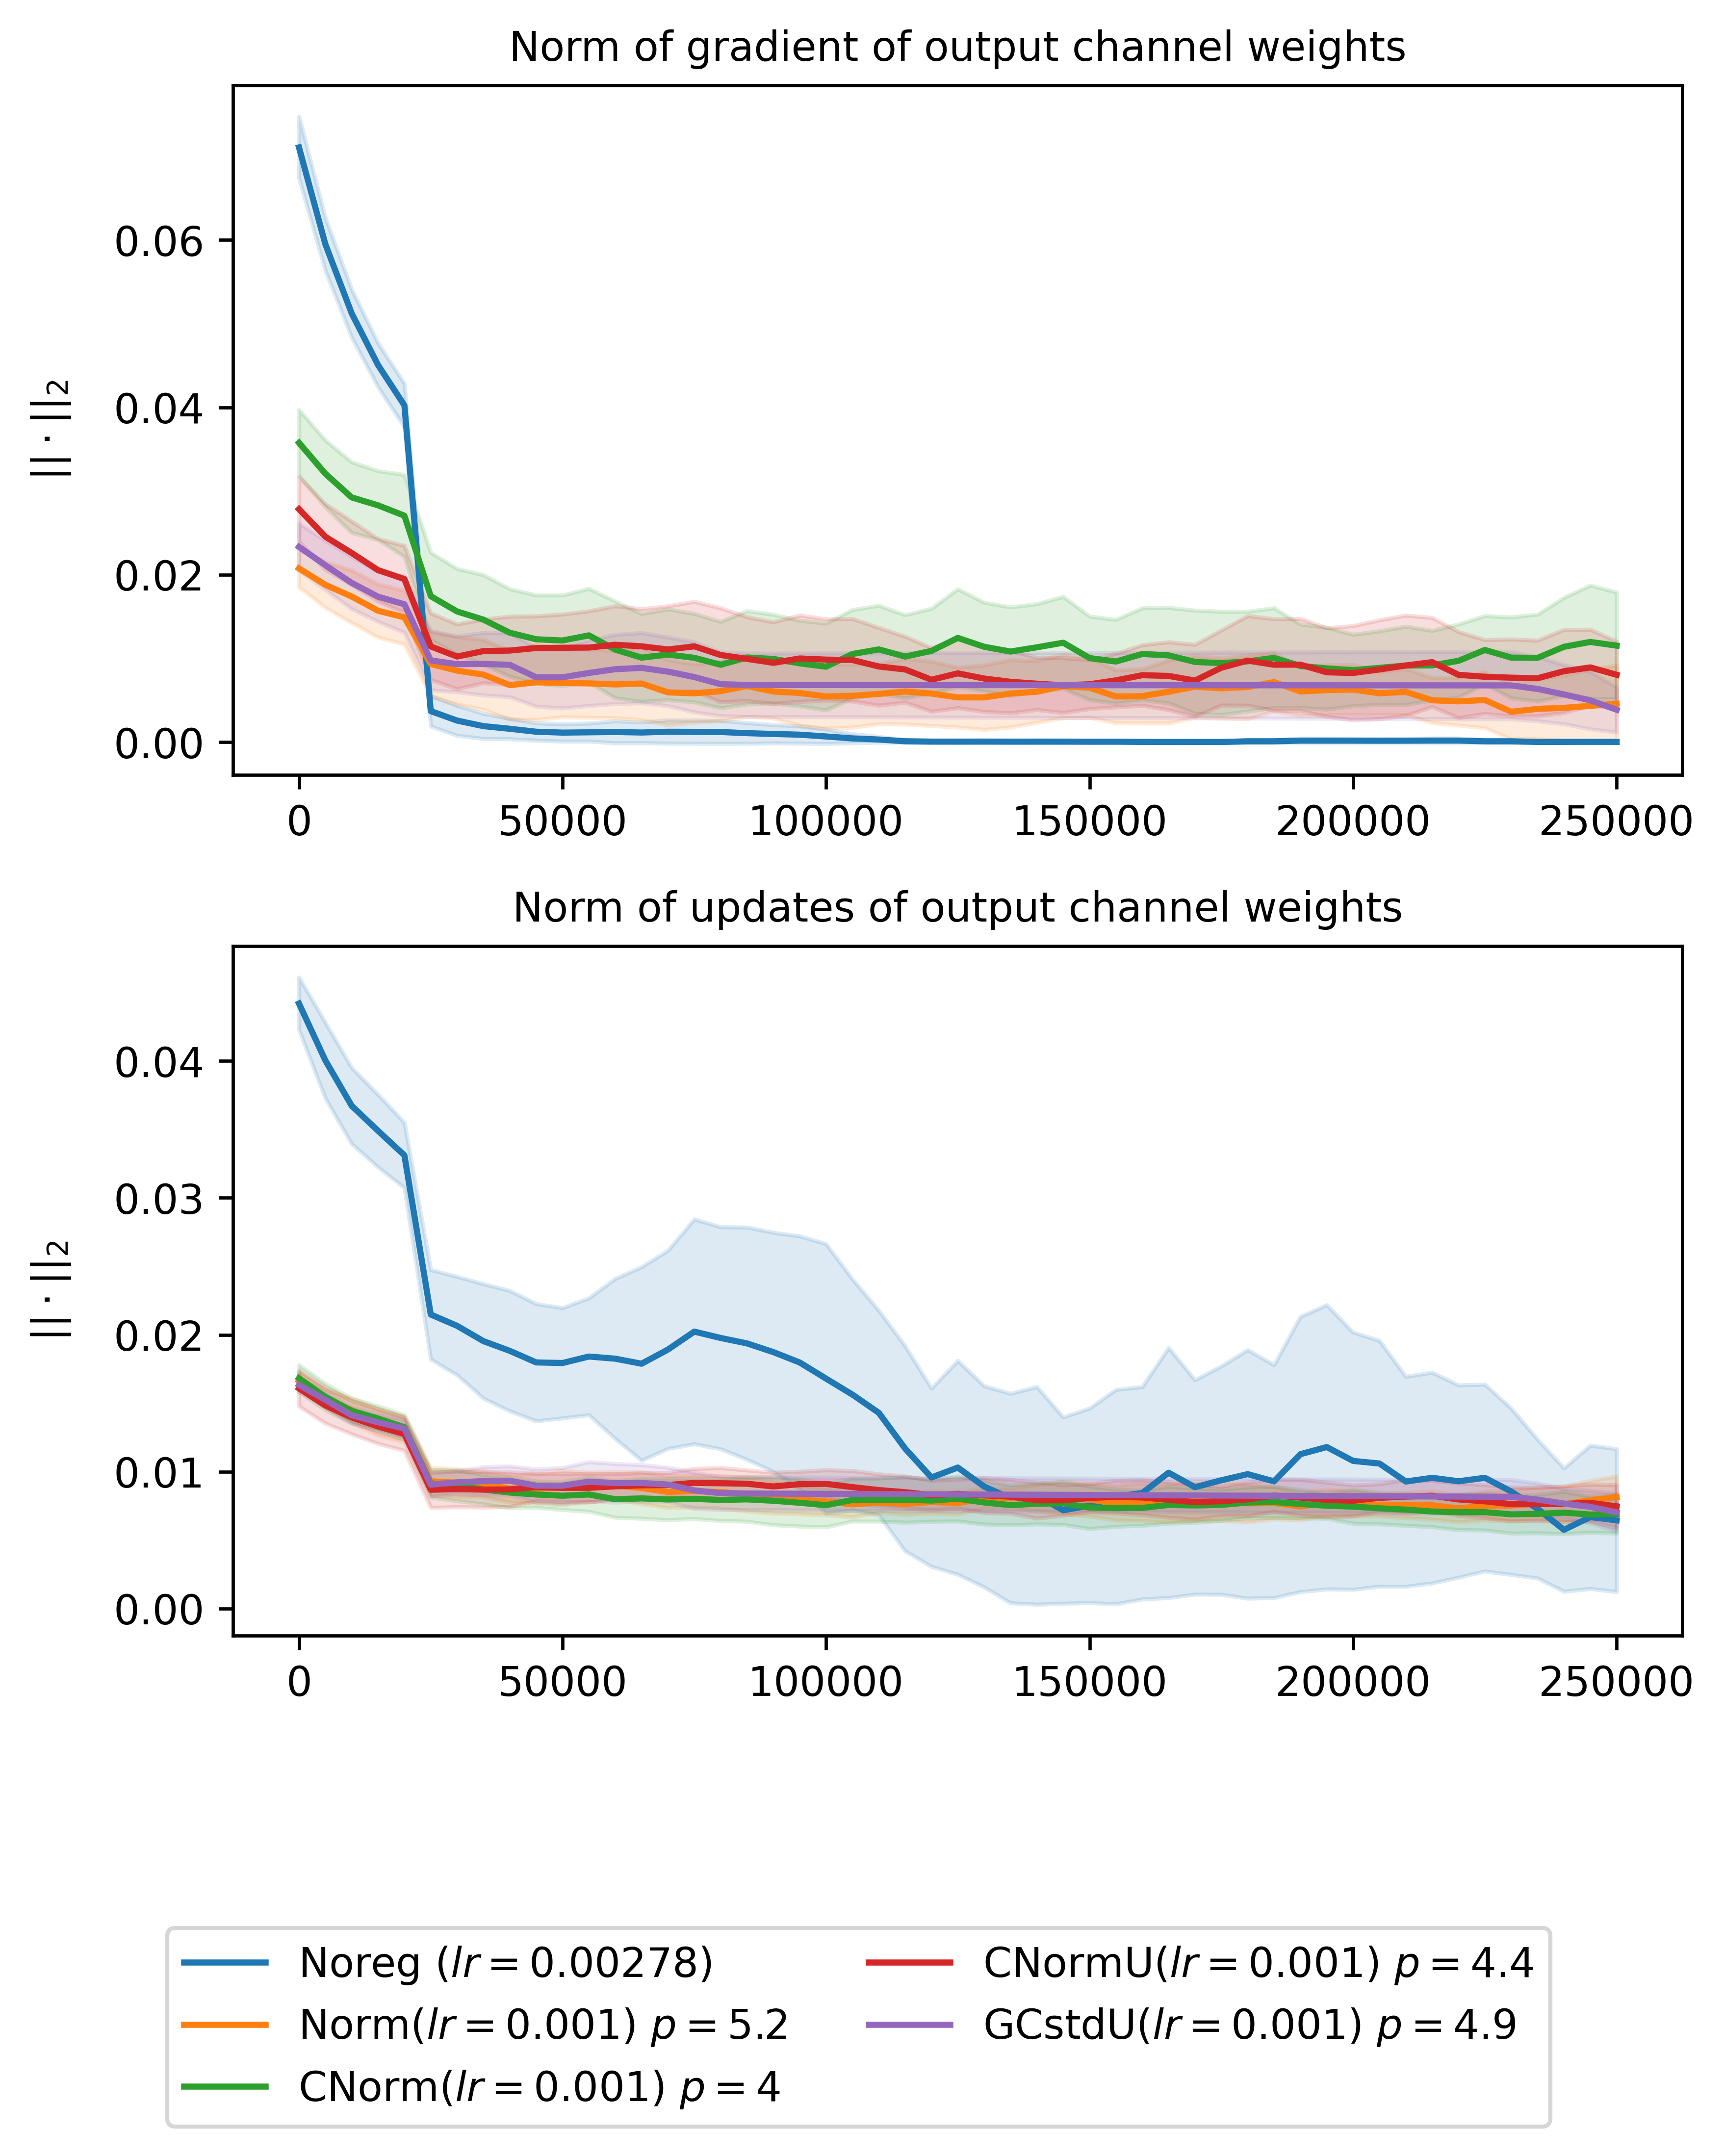 Norm of gradient of output channel weights
|| · ||₂
0.06
0.04
0.02
0.00
0 50000 100000 150000 200000 250000
Norm of updates of output channel weights
|| · ||₂
0.04
0.03
0.02
0.01
0.00
0 50000 100000 150000 200000 250000
Noreg (lr = 0.00278)
Norm(lr = 0.001) p = 5.2
CNorm(lr = 0.001) p = 4
CNormU(lr = 0.001) p = 4.4
GCstdU(lr = 0.001) p = 4.9